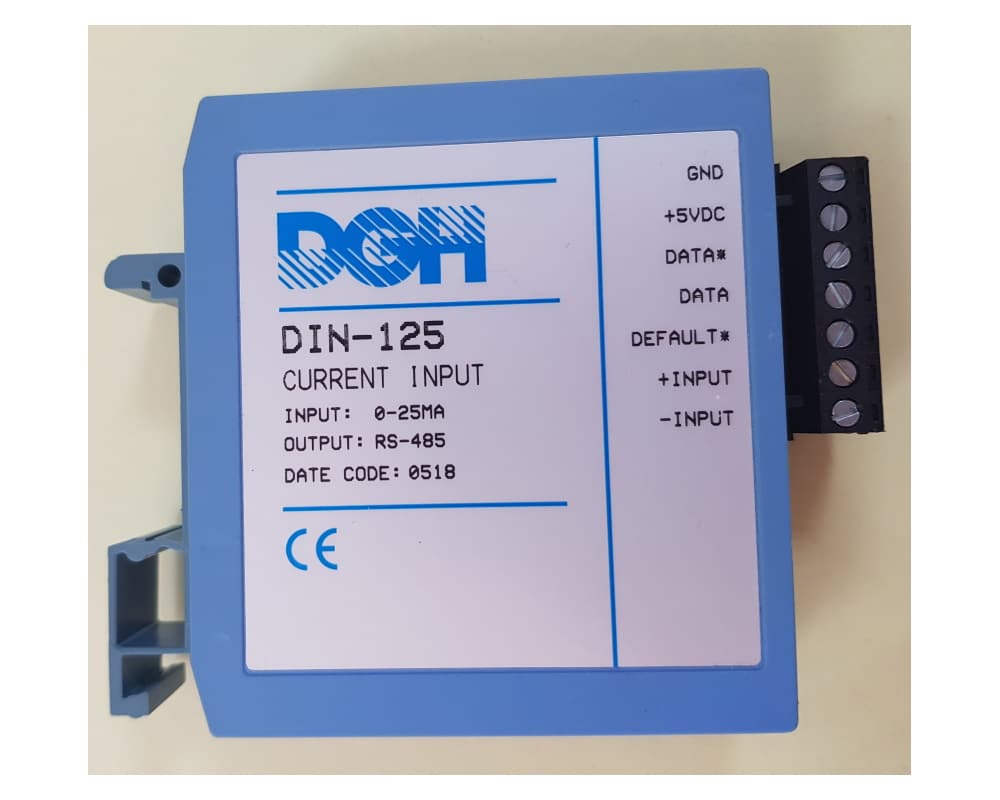 DGH
DIN-125
CURRENT INPUT
INPUT: 0-25MA
OUTPUT: RS-485
DATE CODE: 0518
CE
GND
+5VDC
DATA*
DATA
DEFAULT*
+INPUT
-INPUT